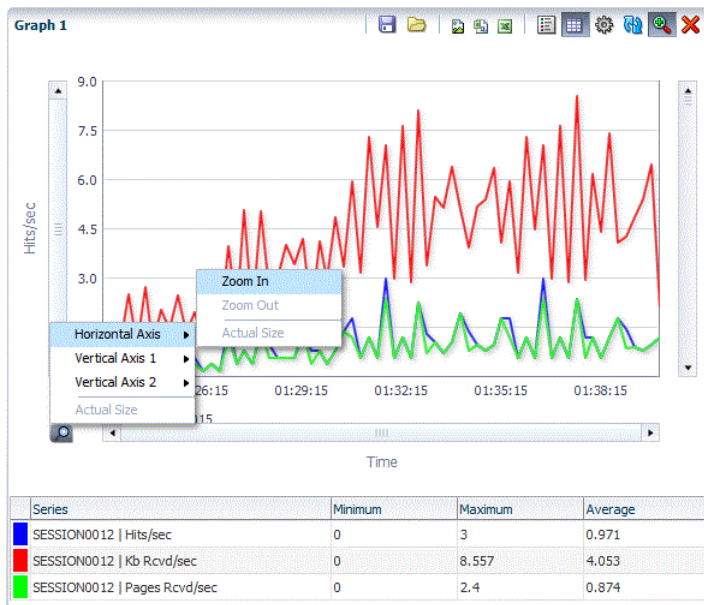 Graph 1
9.0
7.5
6.0
4.5
3.0
Hits/sec
Zoom In
Zoom Out
Actual Size
Horizontal Axis
Vertical Axis 1
Vertical Axis 2
Actual Size
26:15 01:29:15 01:32:15 01:35:15 01:38:15
015
Time
Series Minimum Maximum Average
SESSION0012 | Hits/sec 0 3 0.971
SESSION0012 | Kb Rcvd/sec 0 8.557 4.053
SESSION0012 | Pages Rcvd/sec 0 2.4 0.874